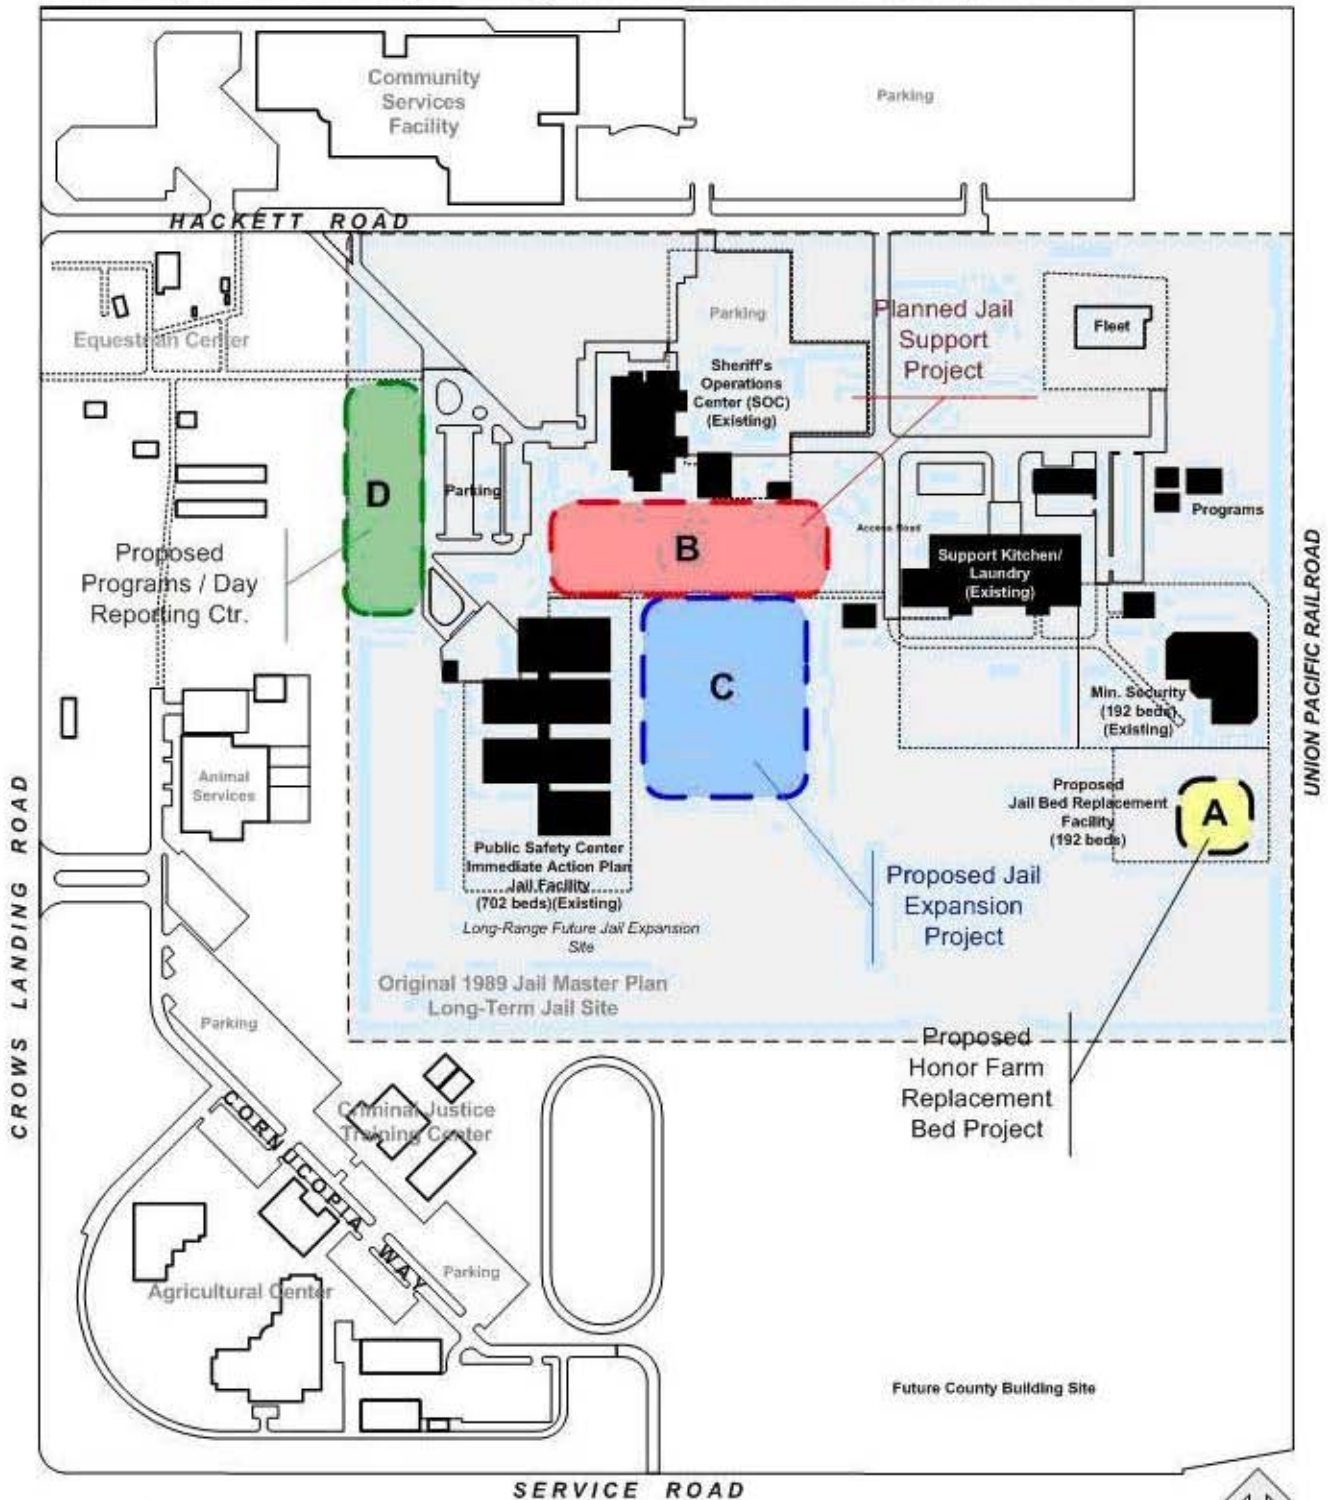 Community
Services
Facility
Parking
HACKETT ROAD
Equestrian Center
Parking
Planned Jail
Support
Project
Fleet
Sheriff's
Operations
Center (SOC)
(Existing)
D
Parking
B
Access Road
Programs
Support Kitchen/
Laundry
(Existing)
Proposed
Programs / Day
Reporting Ctr.
UNION PACIFIC RAILROAD
C
Min. Security
(192 beds)
(Existing)
Animal
Services
Proposed
Jail Bed Replacement
Facility
(192 beds)
A
CROWS LANDING ROAD
Public Safety Center
Immediate Action Plan
Jail Facility
(702 beds)(Existing)
Long-Range Future Jail Expansion
Site
Proposed Jail
Expansion
Project
Original 1989 Jail Master Plan
Long-Term Jail Site
Parking
Proposed
Honor Farm
Replacement
Bed Project
Criminal Justice
Training Center
CORNUCOPIA WAY
Parking
Agricultural Center
Future County Building Site
SERVICE ROAD